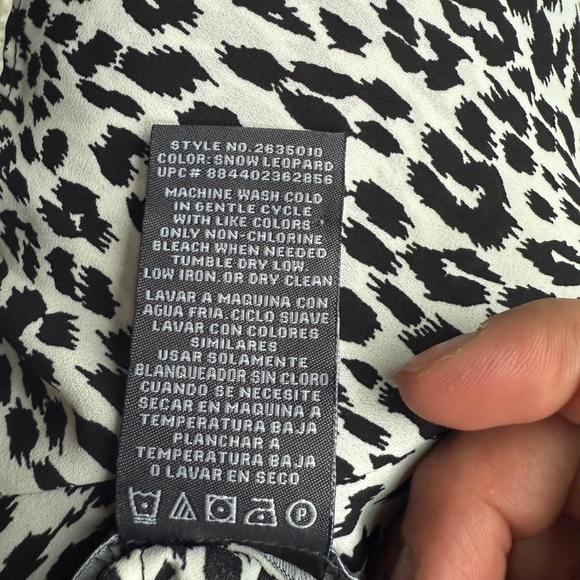 STYLE NO. 2635010
COLOR: SNOW LEOPARD
UPC# 884402362856
MACHINE WASH COLD
IN GENTLE CYCLE
WITH LIKE COLORS
ONLY NON-CHLORINE
BLEACH WHEN NEEDED
TUMBLE DRY LOW
LOW IRON, OR DRY CLEAN
LAVAR A MAQUINA CON
AGUA FRIA, CICLO SUAVE
LAVAR CON COLORES
SIMILARES
USAR SOLAMENTE
BLANQUEADOR SIN CLORO
CUANDO SE NECESITE
SECAR EN MAQUINA A
TEMPERATURA BAJA
PLANCHAR A
TEMPERATURA BAJA
O LAVAR EN SECO
P